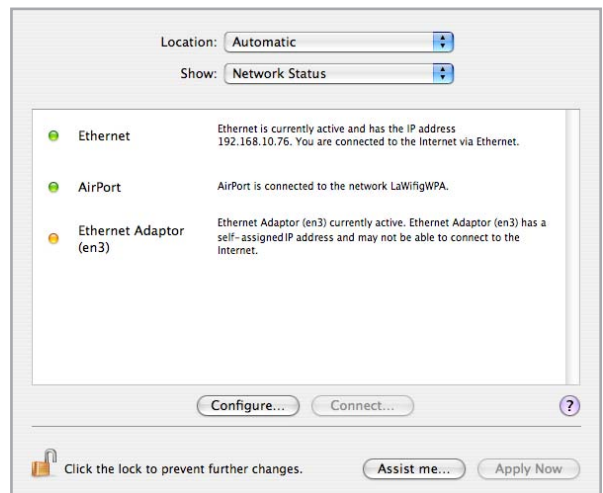 Location: Automatic
Show: Network Status
Ethernet
Ethernet is currently active and has the IP address
192.168.10.76. You are connected to the Internet via Ethernet.
AirPort
AirPort is connected to the network LaWifigWPA.
Ethernet Adaptor
(en3)
Ethernet Adaptor (en3) currently active. Ethernet Adaptor (en3) has a
self-assigned IP address and may not be able to connect to the
Internet.
Configure...
Connect...
?
Click the lock to prevent further changes.
Assist me...
Apply Now